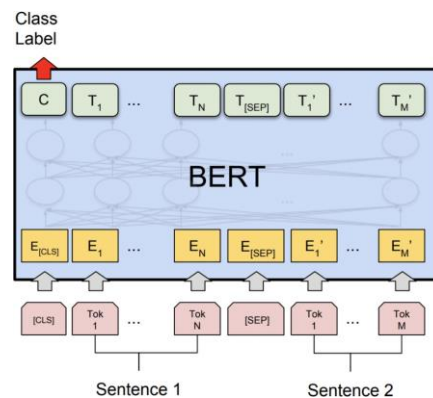 Class
Label
C T1 ... TN T[SEP] T1' ... TM'
...
BERT
...
E[CLS] E1 ... EN E[SEP] E1' ... EM'
[CLS] Tok 1 ... Tok N [SEP] Tok 1 ... Tok M
Sentence 1 Sentence 2